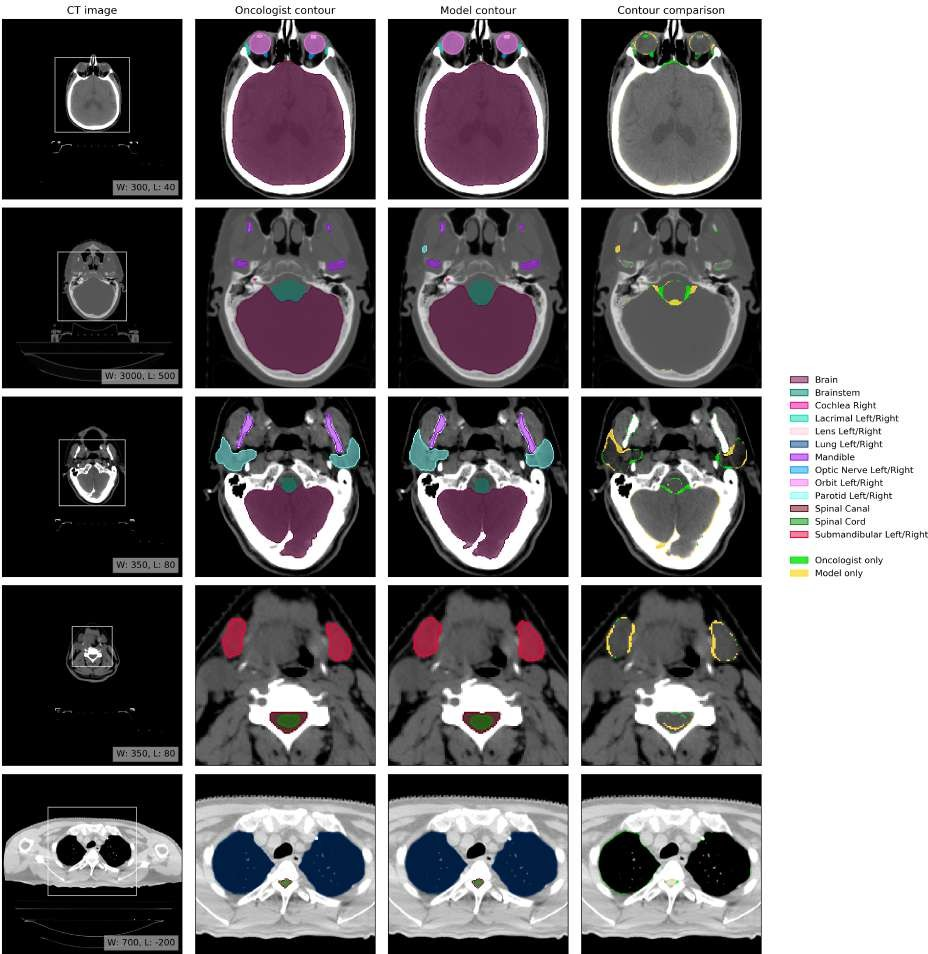 CT image
Oncologist contour
Model contour
Contour comparison
W: 300, L: 40
W: 3000, L: 500
W: 350, L: 80
W: 350, L: 80
W: 700, L: -200
Brain
Brainstem
Cochlea Right
Lacrimal Left/Right
Lens Left/Right
Lung Left/Right
Mandible
Optic Nerve Left/Right
Orbit Left/Right
Parotid Left/Right
Spinal Canal
Spinal Cord
Submandibular Left/Right
Oncologist only
Model only